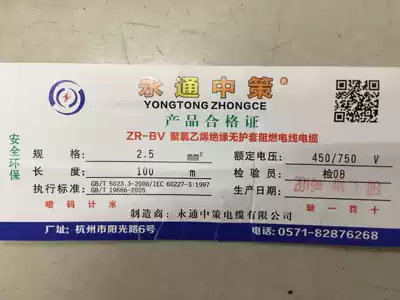 永通中策®
YONGTONG ZHONGCE
产品合格证
ZR-BV 聚氯乙烯绝缘无护套阻燃电线电缆
安全环保
规格: 2.5 mm² 额定电压: 450/750 V
长度: 100 m 检验员: 检08
执行标准: GB/T 5023.3-2008/IEC 60227-3:1997
GB/T 19666-2005
生产日期:
喷码计米 缺一罚十
制造商:永通中策电缆有限公司
厂址: 杭州市阳光路6号 电话: 0571-82876268